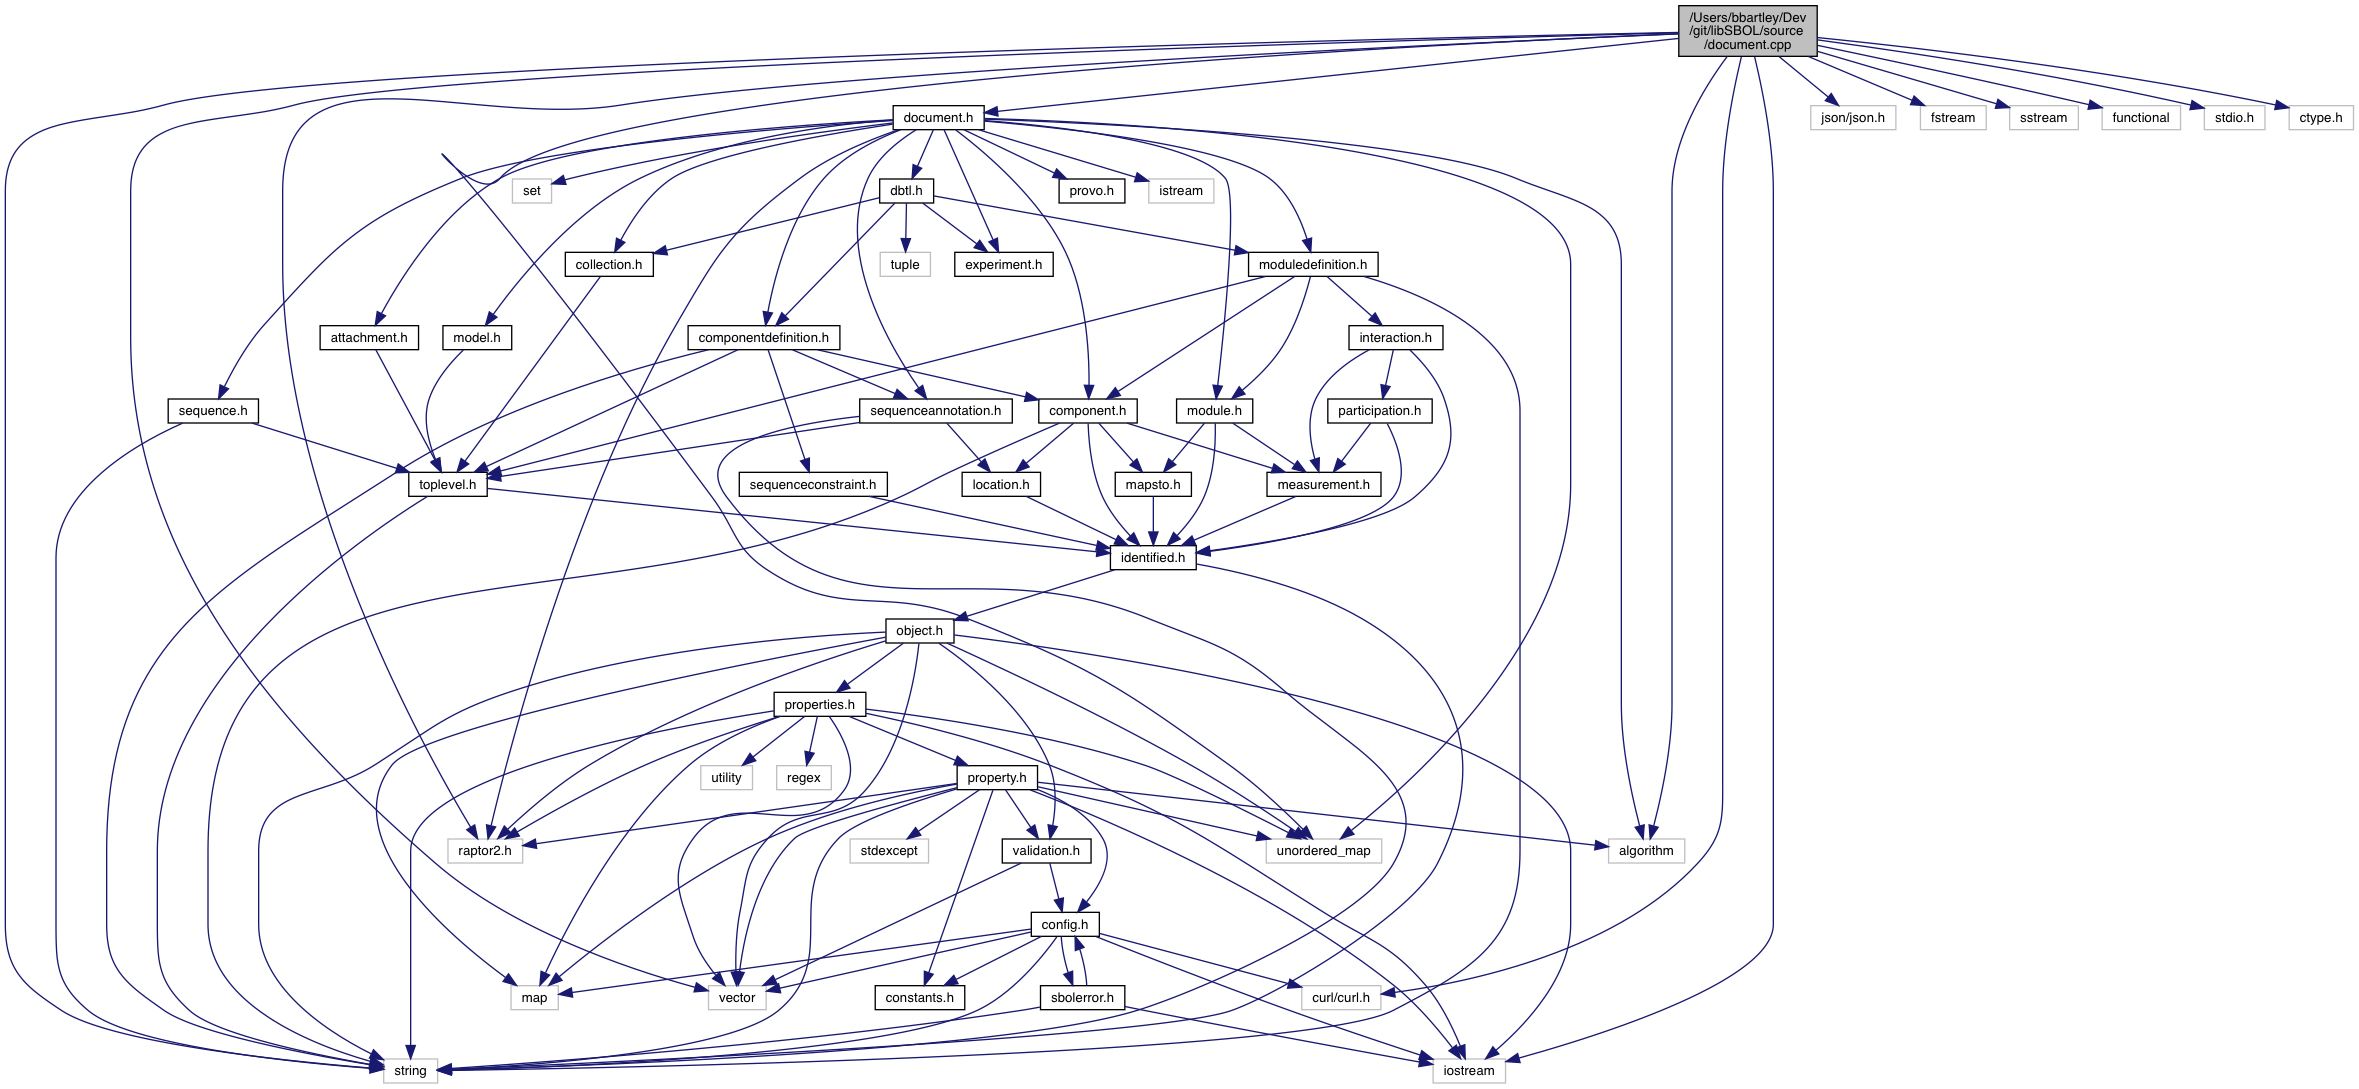 /Users/bbartley/Dev
/git/libSBOL/source
/document.cpp
document.h
json/json.h
fstream
sstream
functional
stdio.h
ctype.h
set
dbtl.h
provo.h
istream
collection.h
tuple
experiment.h
moduledefinition.h
attachment.h
model.h
componentdefinition.h
interaction.h
sequence.h
sequenceannotation.h
component.h
module.h
participation.h
toplevel.h
sequenceconstraint.h
location.h
mapsto.h
measurement.h
identified.h
object.h
properties.h
utility
regex
property.h
raptor2.h
stdexcept
validation.h
unordered_map
algorithm
config.h
map
vector
constants.h
sbolerror.h
curl/curl.h
string
iostream